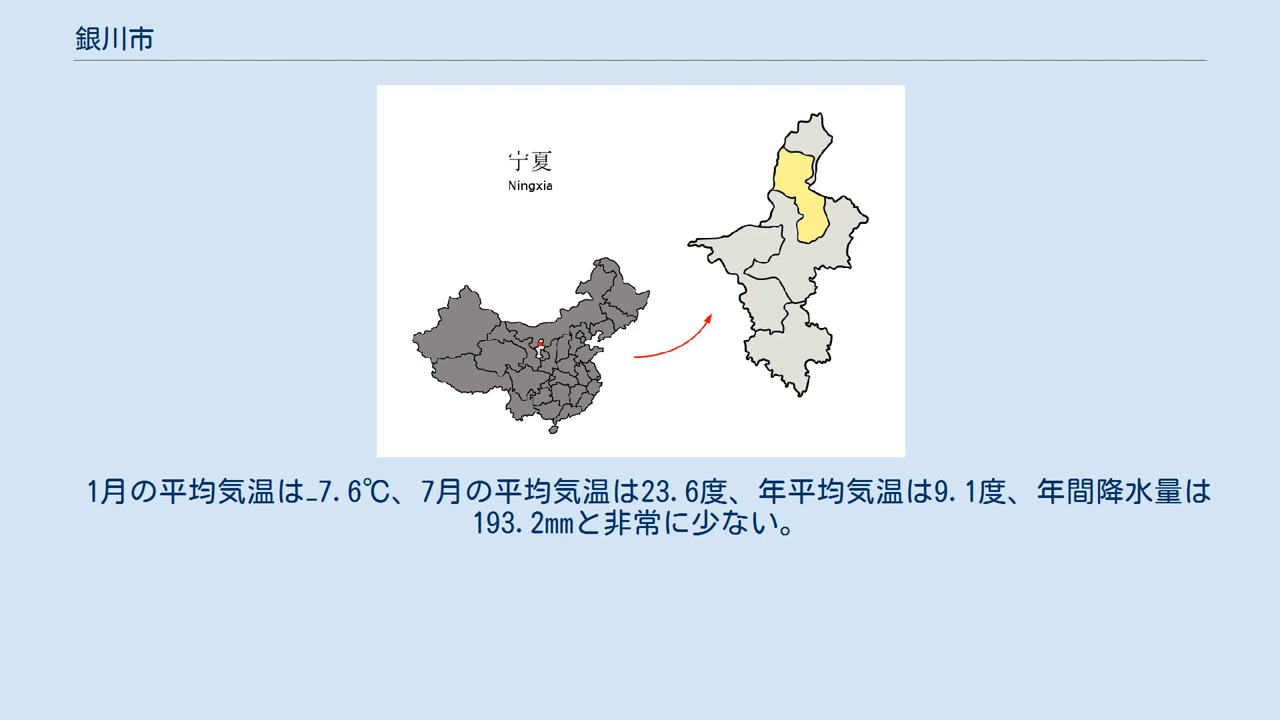 銀川市
宁夏
Ningxia
1月の平均気温は−7.6℃、7月の平均気温は23.6度、年平均気温は9.1度、年間降水量は
193.2mmと非常に少ない。